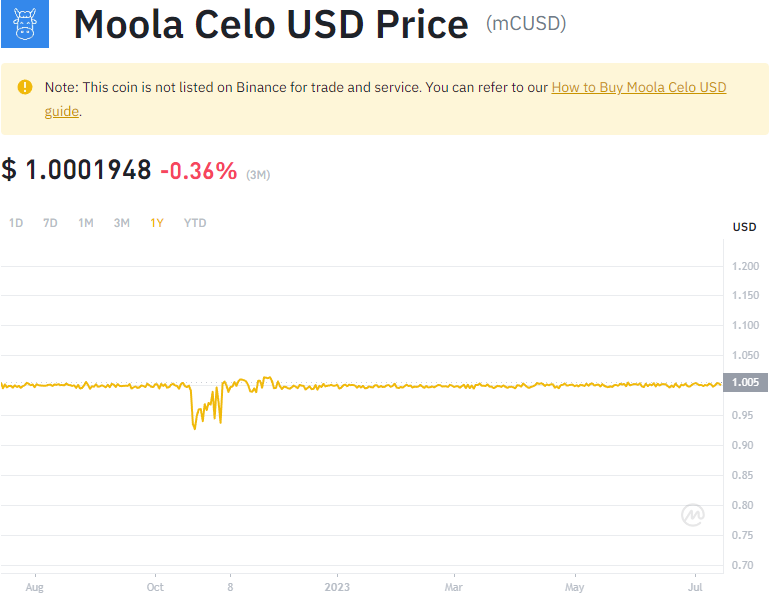 Moola Celo USD Price (mCUSD)
Note: This coin is not listed on Binance for trade and service. You can refer to our How to Buy Moola Celo USD
guide.
$ 1.0001948 -0.36% (3M)
1D 7D 1M 3M 1Y YTD
USD
1.200
1.150
1.100
1.050
1.005
0.95
0.90
0.85
0.80
0.75
0.70
Aug Oct 8 2023 Mar May Jul